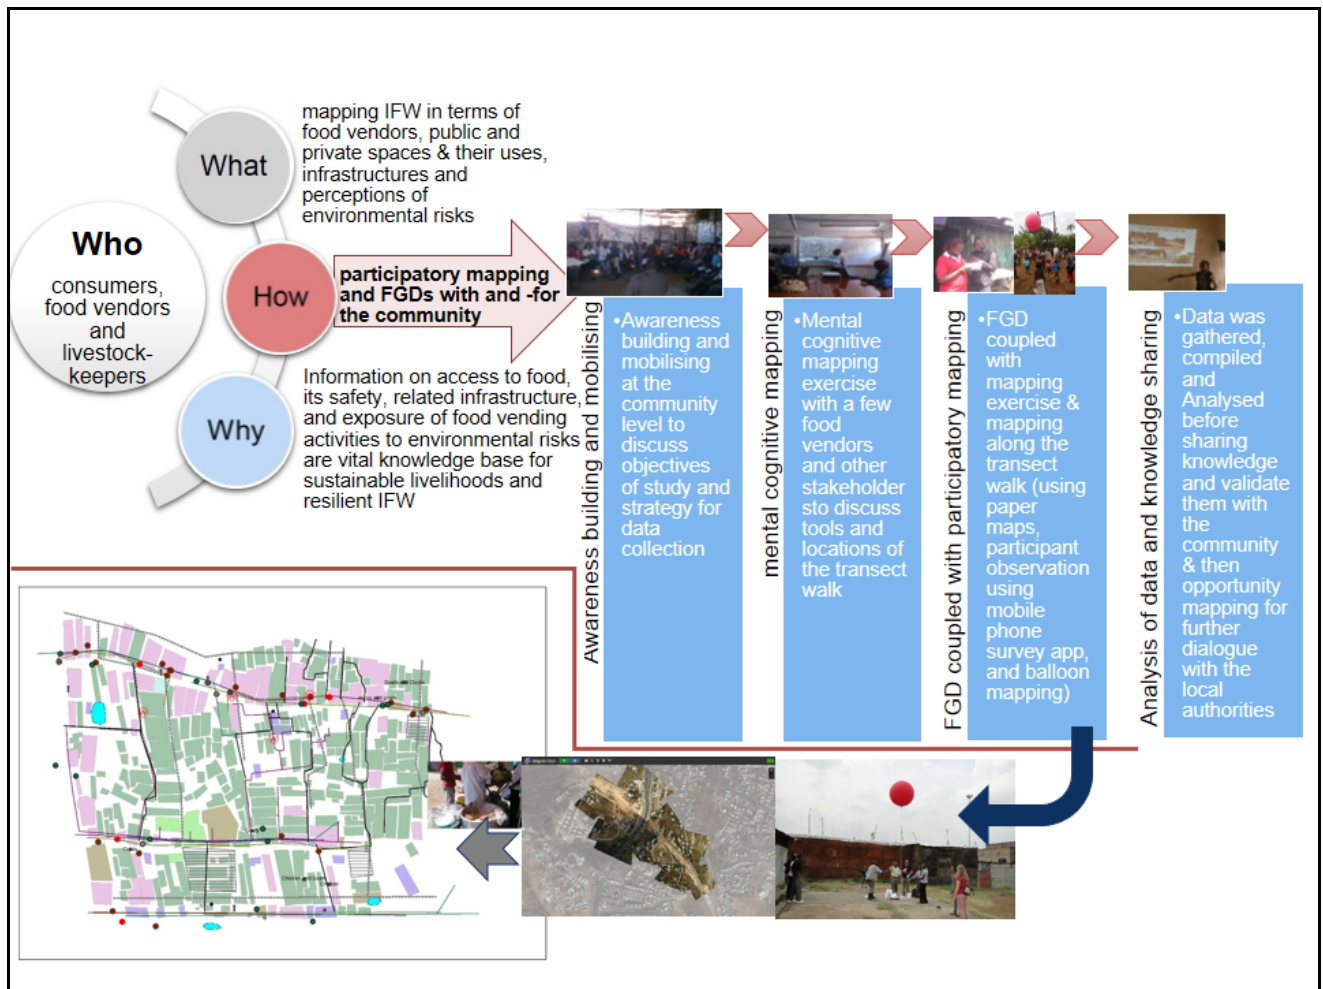 What
mapping IFW in terms of
food vendors, public and
private spaces & their uses,
infrastructures and
perceptions of
environmental risks
Who
consumers,
food vendors
and
livestock-
keepers
How
participatory mapping
and FGDs with and -for
the community
Why
Information on access to food,
its safety, related infrastructure,
and exposure of food vending
activities to environmental risks
are vital knowledge base for
sustainable livelihoods and
resilient IFW
Awareness building and mobilising
•Awareness
building and
mobilising
at the
community
level to
discuss
objectives
of study and
strategy for
data
collection
mental cognitive mapping
•Mental
cognitive
mapping
exercise
with a few
food
vendors
and other
stakeholder
sto discuss
tools and
locations of
the transect
walk
FGD coupled with participatory mapping
•FGD
coupled
with
mapping
exercise &
mapping
along the
transect
walk (using
paper
maps,
participant
observation
using
mobile
phone
survey app,
and balloon
mapping)
Analysis of data and knowledge sharing
•Data was
gathered,
compiled
and
Analysed
before
sharing
knowledge
and validate
them with
the
community
& then
opportunity
mapping for
further
dialogue
with the
local
authorities